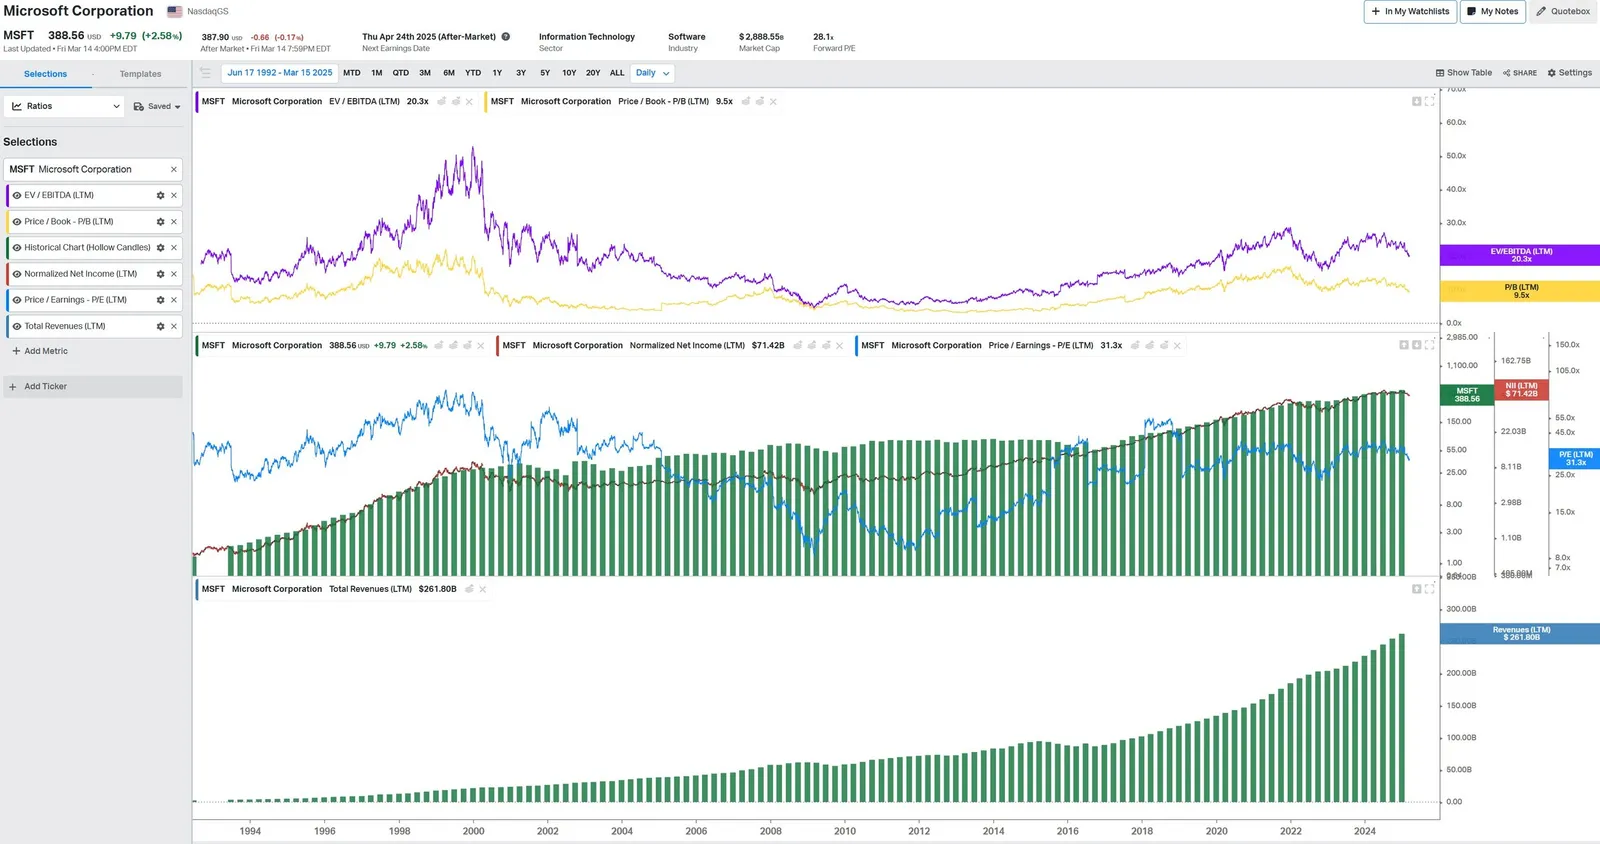 Microsoft Corporation NasdaqGS
In My Watchlists My Notes Quotebox
MSFT 388.56 USD +9.79 (+2.58%)
Last Updated • Fri Mar 14 4:00PM EDT
387.90 USD -0.66 (-0.17%)
After Market • Fri Mar 14 7:59PM EDT
Thu Apr 24th 2025 (After-Market)
Next Earnings Date
Information Technology
Sector
Software
Industry
$2,888.55B
Market Cap
28.1x
Forward P/E
Selections Templates
Jun 17 1992 - Mar 15 2025 MTD 1M QTD 3M 6M YTD 1Y 3Y 5Y 10Y 20Y ALL Daily
Show Table SHARE Settings
Ratios Saved
Selections
MSFT Microsoft Corporation
EV / EBITDA (LTM)
Price / Book - P/B (LTM)
Historical Chart (Hollow Candles)
Normalized Net Income (LTM)
Price / Earnings - P/E (LTM)
Total Revenues (LTM)
Add Metric
Add Ticker
MSFT Microsoft Corporation EV / EBITDA (LTM) 20.3x
MSFT Microsoft Corporation Price / Book - P/B (LTM) 9.5x
70.0x
60.0x
50.0x
40.0x
30.0x
EV/EBITDA (LTM)
20.3x
P/B (LTM)
9.5x
0.0x
MSFT Microsoft Corporation 388.56 USD +9.79 +2.58%
MSFT Microsoft Corporation Normalized Net Income (LTM) $71.42B
MSFT Microsoft Corporation Price / Earnings - P/E (LTM) 31.3x
2,985.00
1,100.00
MSFT
388.56
150.00
55.00
25.00
8.00
3.00
1.00
162.75B
NII (LTM)
$ 71.42B
22.03B
8.11B
2.98B
1.10B
150.0x
105.0x
55.0x
45.0x
P/E (LTM)
31.3x
25.0x
15.0x
8.0x
7.0x
MSFT Microsoft Corporation Total Revenues (LTM) $261.80B
300.00B
Revenues (LTM)
$ 261.80B
200.00B
150.00B
100.00B
50.00B
0.00
1994 1996 1998 2000 2002 2004 2006 2008 2010 2012 2014 2016 2018 2020 2022 2024